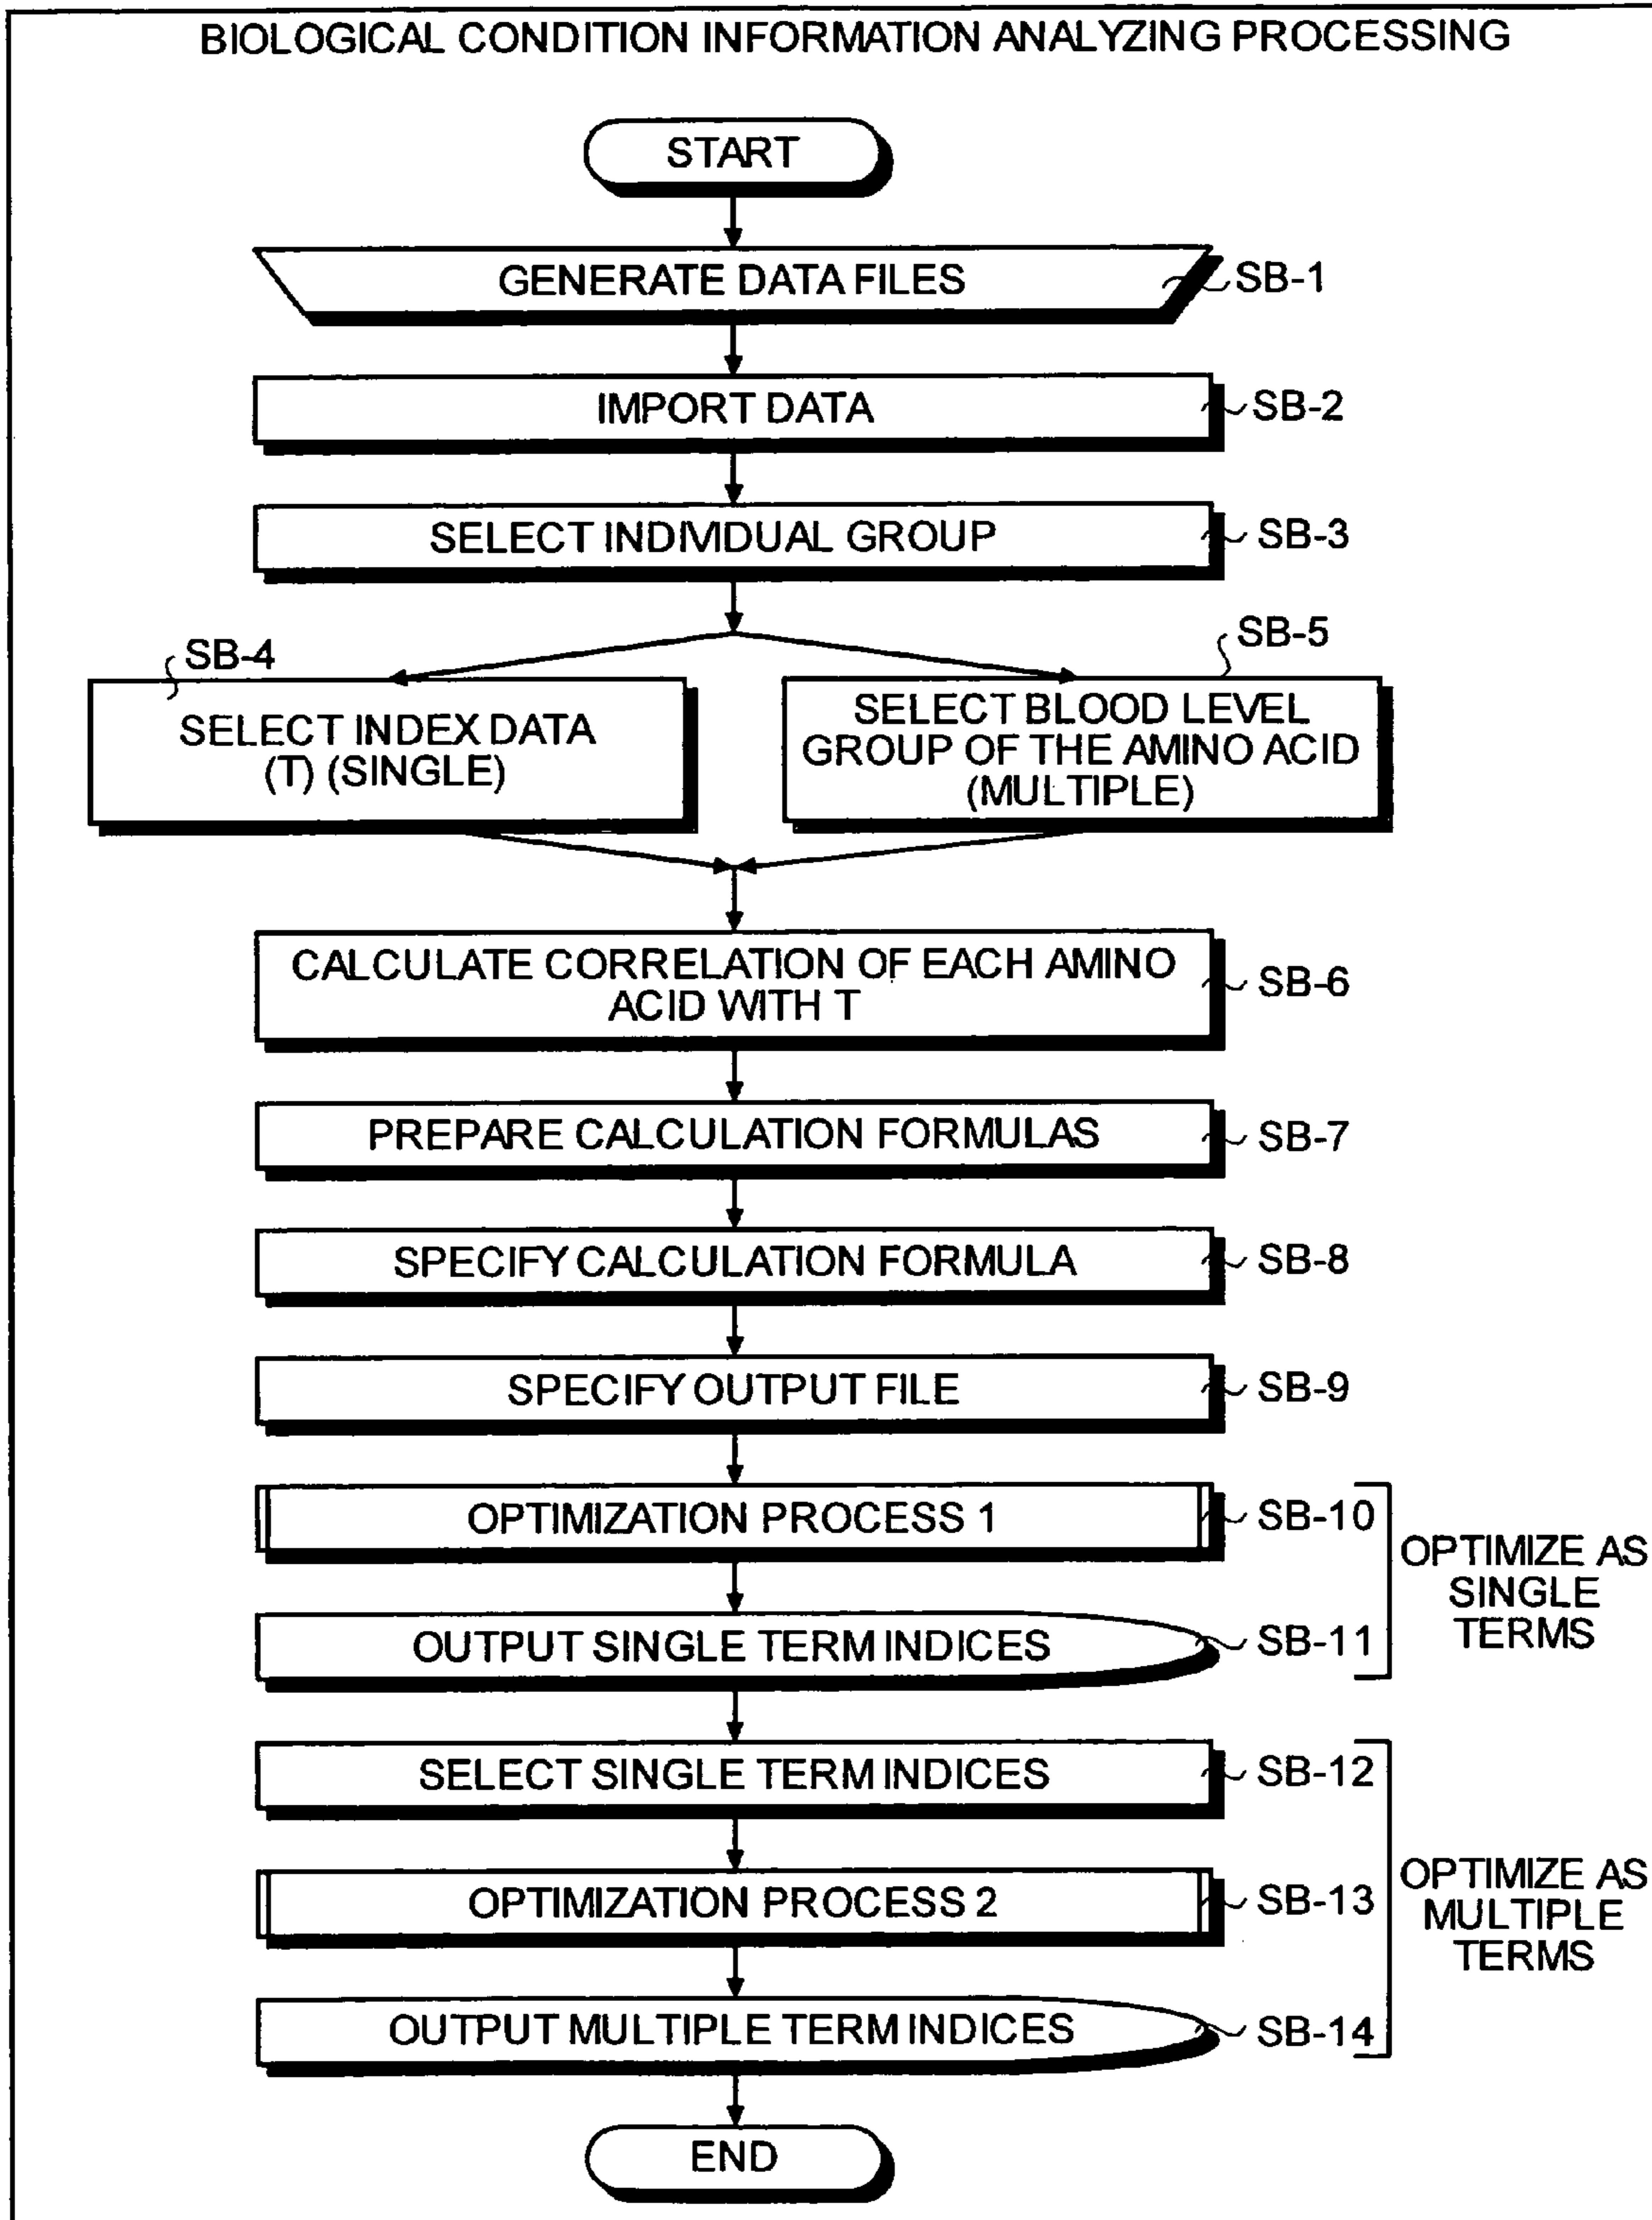 BIOLOGICAL CONDITION INFORMATION ANALYZING PROCESSING
START
GENERATE DATA FILES
SB-1
IMPORT DATA
SB-2
SELECT INDIVIDUAL GROUP
SB-3
SB-4
SELECT INDEX DATA
(T) (SINGLE)
SB-5
SELECT BLOOD LEVEL
GROUP OF THE AMINO ACID
(MULTIPLE)
CALCULATE CORRELATION OF EACH AMINO
ACID WITH T
SB-6
PREPARE CALCULATION FORMULAS
SB-7
SPECIFY CALCULATION FORMULA
SB-8
SPECIFY OUTPUT FILE
SB-9
OPTIMIZATION PROCESS 1
SB-10
OUTPUT SINGLE TERM INDICES
SB-11
OPTIMIZE AS
SINGLE
TERMS
SELECT SINGLE TERM INDICES
SB-12
OPTIMIZATION PROCESS 2
SB-13
OUTPUT MULTIPLE TERM INDICES
SB-14
OPTIMIZE AS
MULTIPLE
TERMS
END